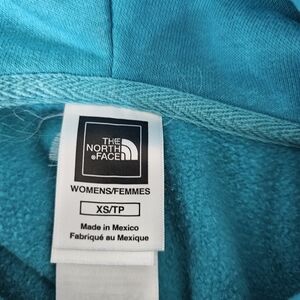 THE
NORTH
FACE
WOMENS/FEMMES
XS/TP
Made in Mexico
Fabriqué au Mexique